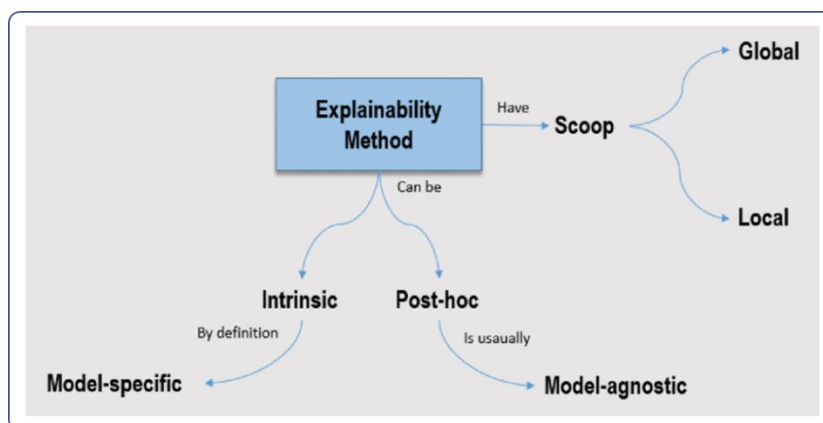 Global
Explainability
Method
Have
Scoop
Can be
Local
Intrinsic
Post-hoc
By definition
Is usaually
Model-specific
Model-agnostic